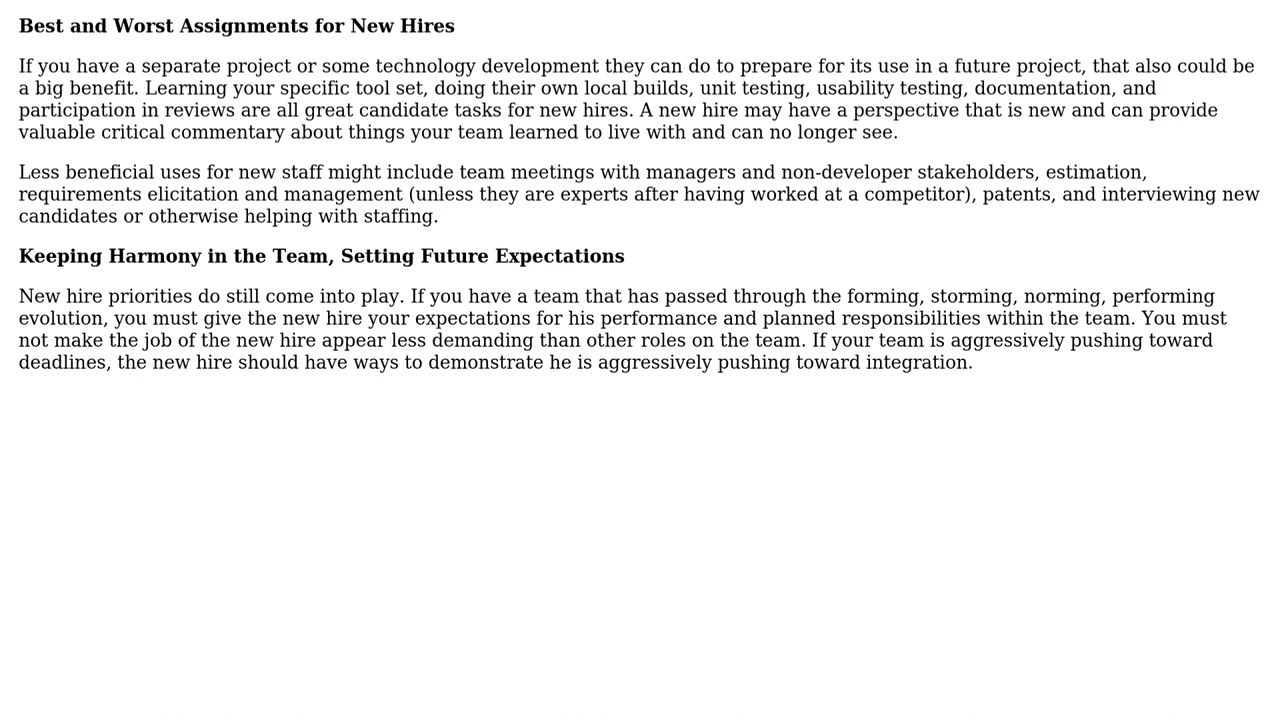 Best and Worst Assignments for New Hires
If you have a separate project or some technology development they can do to prepare for its use in a future project, that also could be
a big benefit. Learning your specific tool set, doing their own local builds, unit testing, usability testing, documentation, and
participation in reviews are all great candidate tasks for new hires. A new hire may have a perspective that is new and can provide
valuable critical commentary about things your team learned to live with and can no longer see.
Less beneficial uses for new staff might include team meetings with managers and non-developer stakeholders, estimation,
requirements elicitation and management (unless they are experts after having worked at a competitor), patents, and interviewing new
candidates or otherwise helping with staffing.
Keeping Harmony in the Team, Setting Future Expectations
New hire priorities do still come into play. If you have a team that has passed through the forming, storming, norming, performing
evolution, you must give the new hire your expectations for his performance and planned responsibilities within the team. You must
not make the job of the new hire appear less demanding than other roles on the team. If your team is aggressively pushing toward
deadlines, the new hire should have ways to demonstrate he is aggressively pushing toward integration.